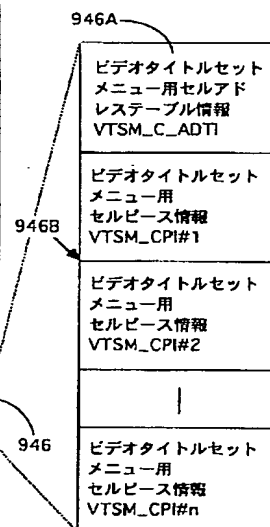 946A
ビデオタイトルセット
メニュー用セルアド
レステーブル情報
VTSM_C_ADTI
ビデオタイトルセット
メニュー用
セルピース情報
VTSM_CPI#1
946B
ビデオタイトルセット
メニュー用
セルピース情報
VTSM_CPI#2
946
ビデオタイトルセット
メニュー用
セルピース情報
VTSM_CPI#n